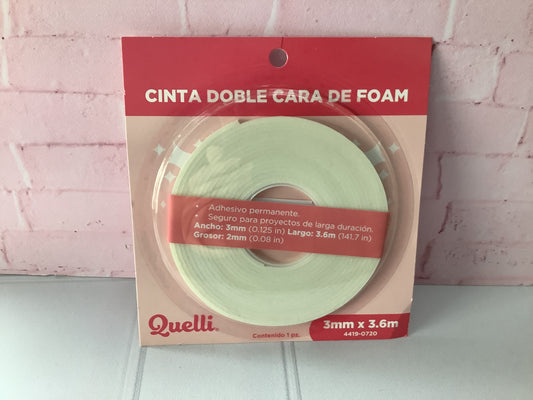 CINTA DOBLE CARA DE FOAM
• Adhesivo permanente.
• Seguro para proyectos de larga duración.
Ancho: 3mm (0.125 in) Largo: 3.6m (141.7 in)
Grosor: 2mm (0.08 in)
Quelli®
Contenido 1 pz.
3mm x 3.6m
4419-0720